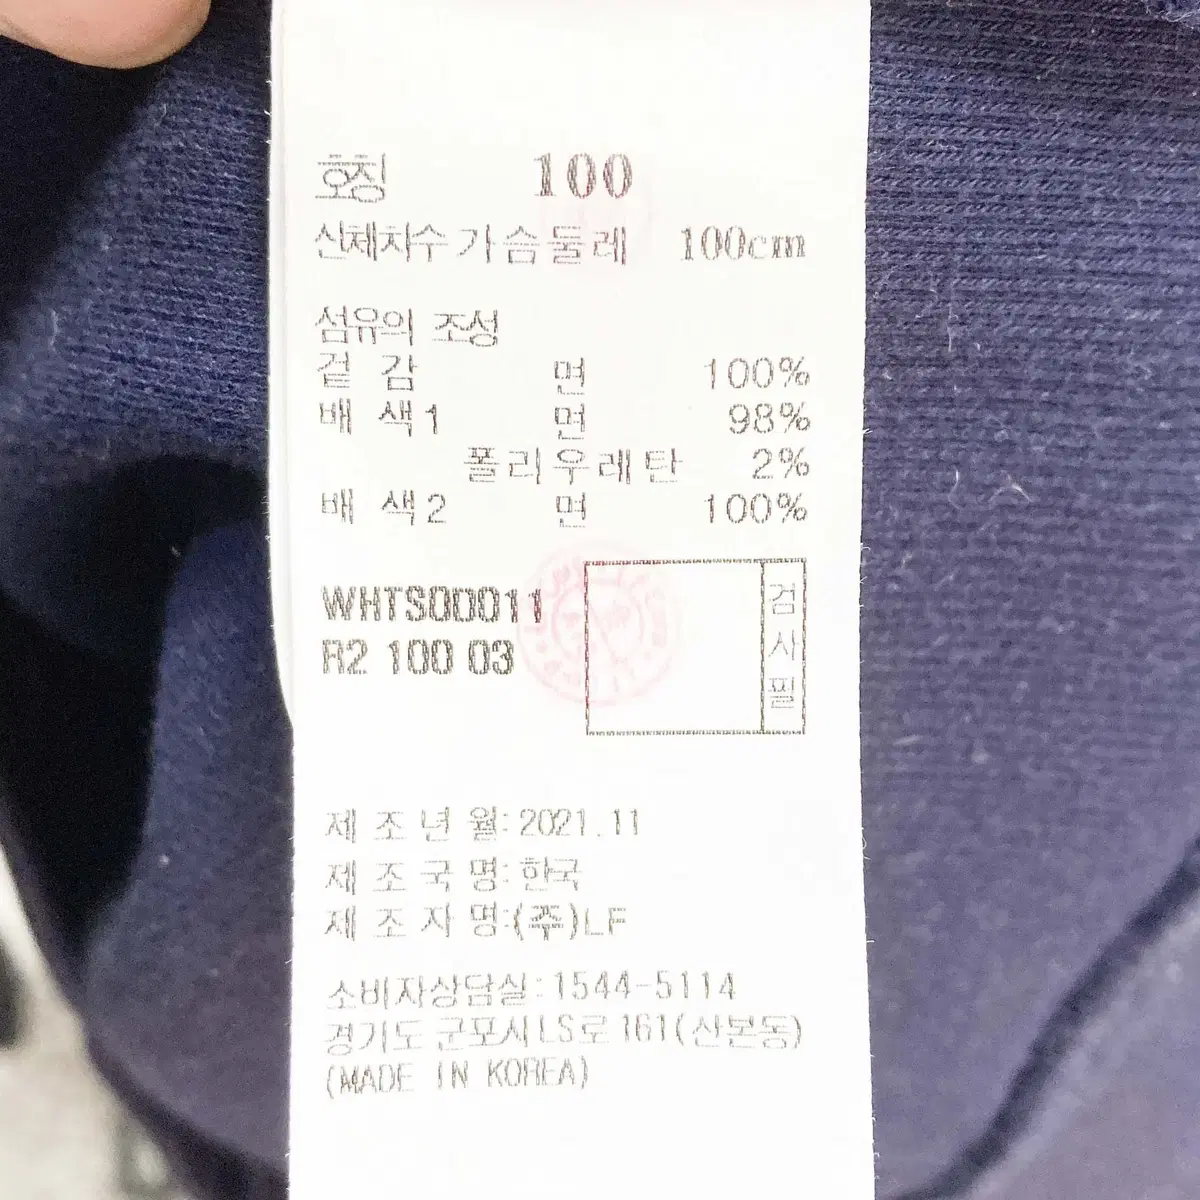 호칭 100
신체치수 가슴둘레 100cm
섬유의 조성
겉 감 면 100%
배 색1 면 98%
폴리우레탄 2%
배 색2 면 100%
WHTS00011
R2 100 03
검사필
제 조 년 월: 2021.11
제 조 국 명: 한국
제 조 자 명:(주)LF
소비자상담실:1544-5114
경기도 군포시 LS로 161(산본동)
(MADE IN KOREA)